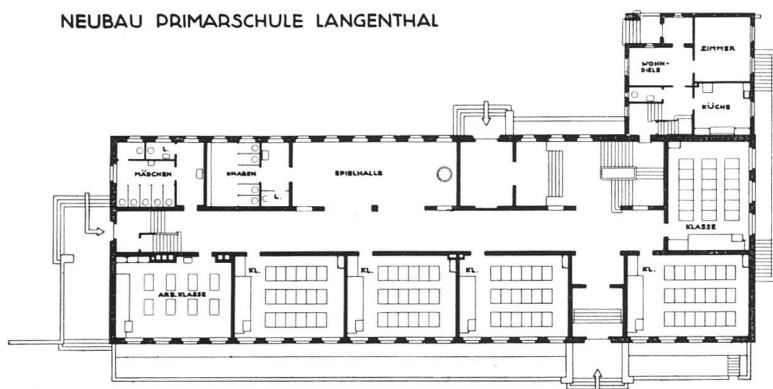 NEUBAU PRIMARSCHULE LANGENTHAL
ZIMMER
WOHN-
DIELE
KÜCHE
L.
MÄDCHEN
KNABEN
L.
SPIELHALLE
KLASSE
ARB. KLASSE
KL.
KL.
KL.
KL.